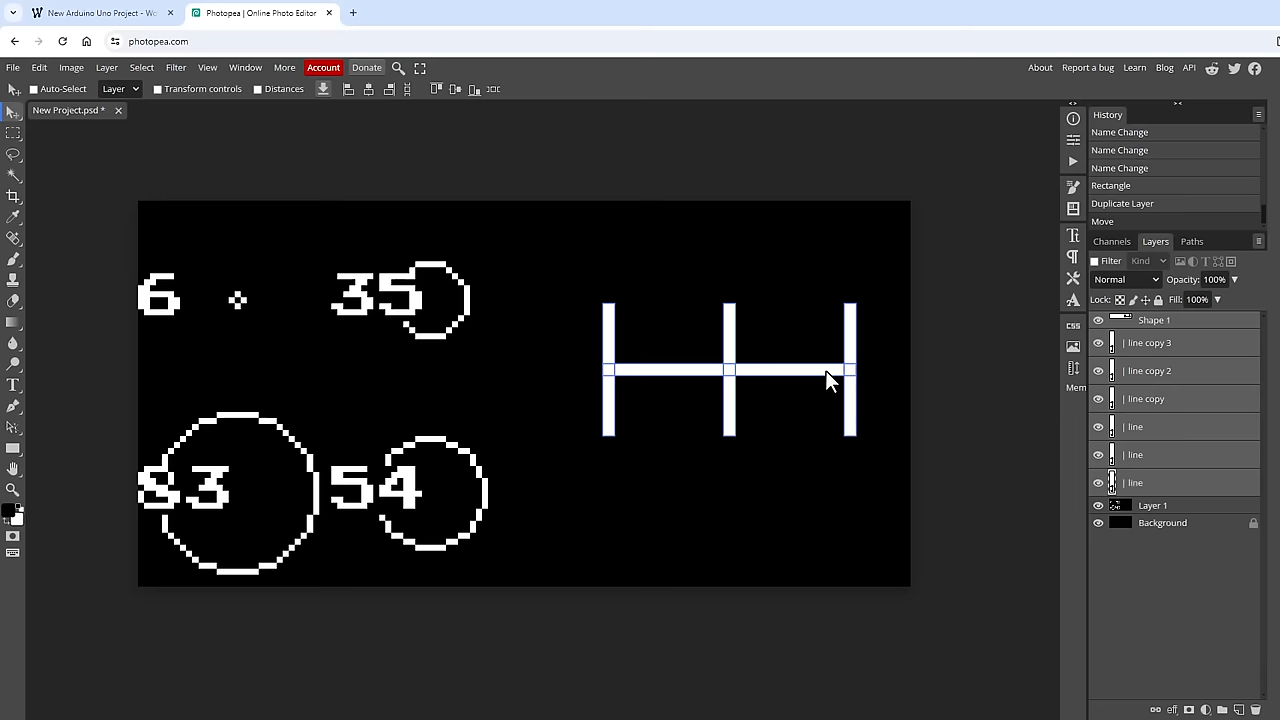 New Arduino Uno Project - Wo
Photopea | Online Photo Editor
photopea.com
File Edit Image Layer Select Filter View Window More Account Donate
About Report a bug Learn Blog API
Auto-Select Layer Transform controls Distances
New Project.psd *
History
Name Change
Name Change
Name Change
Rectangle
Duplicate Layer
Move
Channels Layers Paths
Filter Kind
Normal Opacity: 100%
Lock: Fill: 100%
Shape 1
| line copy 3
| line copy 2
| line copy
| line
| line
| line
Layer 1
Background
css
Mem
eff
6 35
93 54